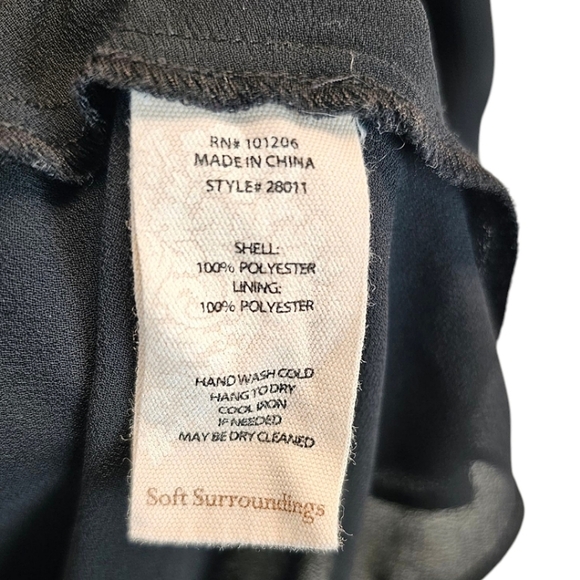 RN# 101206
MADE IN CHINA
STYLE# 28011
SHELL:
100% POLYESTER
LINING:
100% POLYESTER
HAND WASH COLD
HANG TO DRY
COOL IRON
IF NEEDED
MAY BE DRY CLEANED
Soft Surroundings